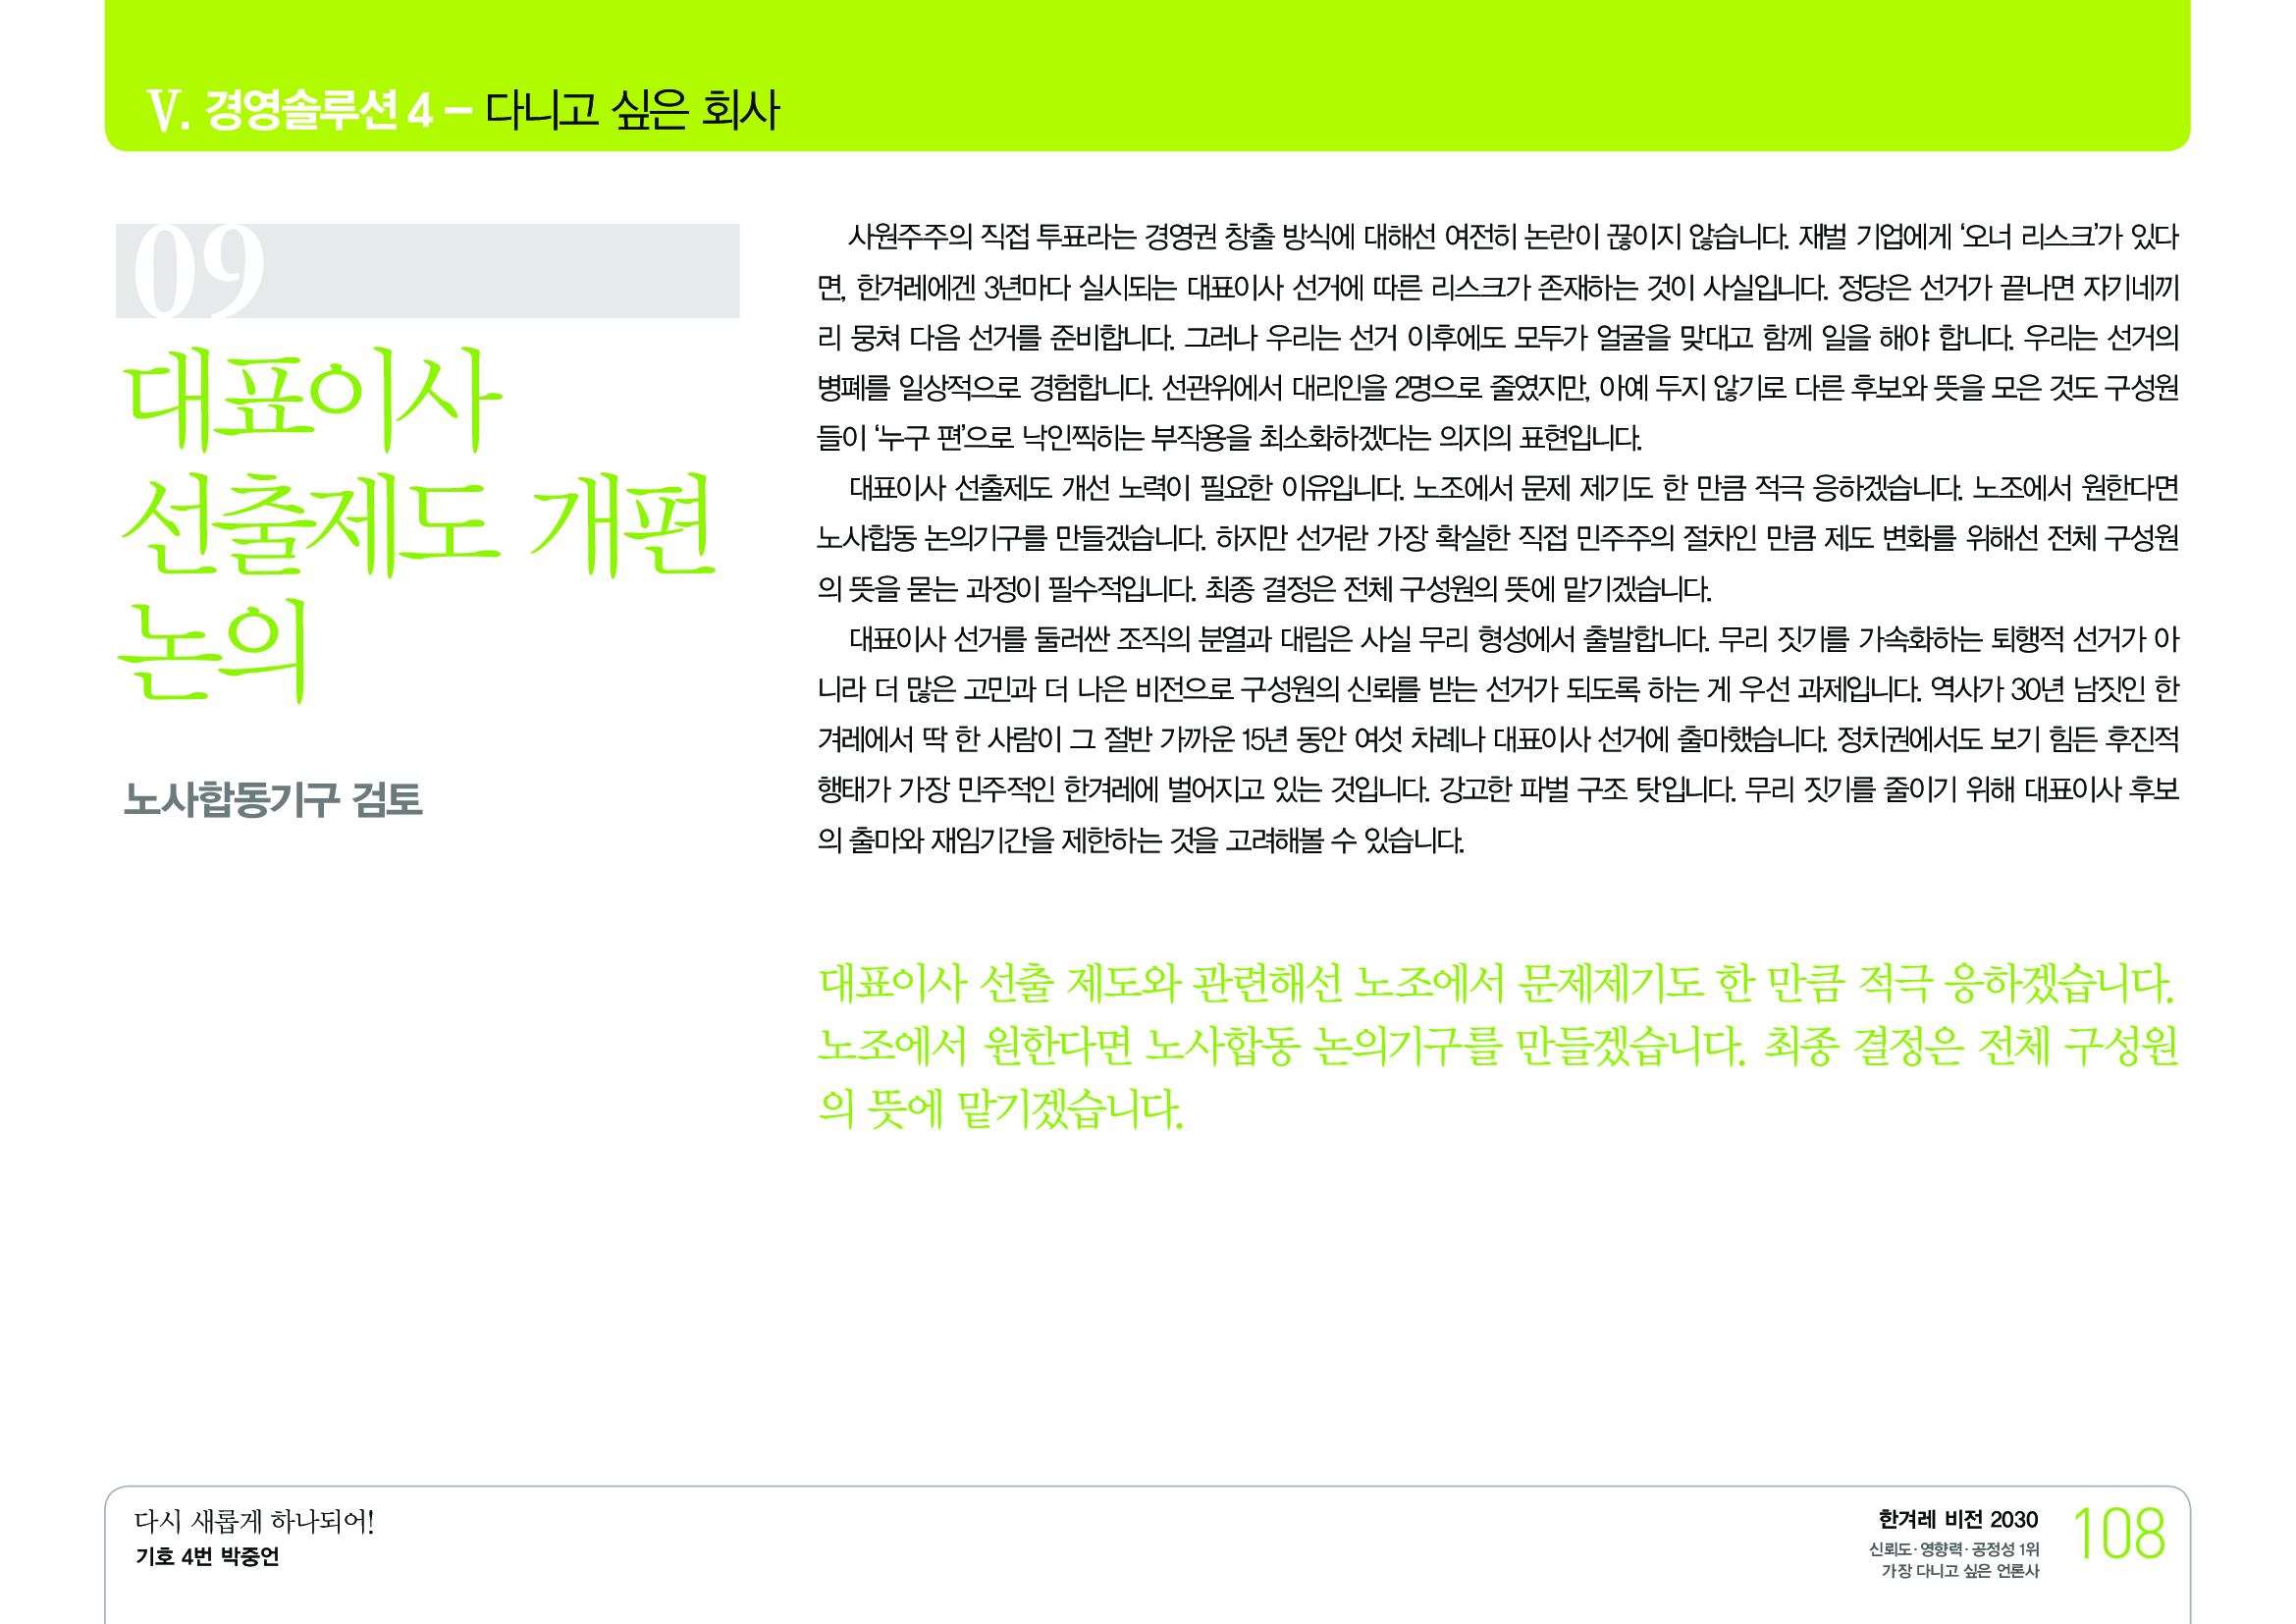 V. 경영솔루션 4 – 다니고 싶은 회사
09
대표이사
선출제도 개편
논의
노사합동기구 검토
사원주주의 직접 투표라는 경영권 창출 방식에 대해선 여전히 논란이 끊이지 않습니다. 재벌 기업에게 ‘오너 리스크’가 있다
면, 한겨레에겐 3년마다 실시되는 대표이사 선거에 따른 리스크가 존재하는 것이 사실입니다. 정당은 선거가 끝나면 자기네끼
리 뭉쳐 다음 선거를 준비합니다. 그러나 우리는 선거 이후에도 모두가 얼굴을 맞대고 함께 일을 해야 합니다. 우리는 선거의
병폐를 일상적으로 경험합니다. 선관위에서 대리인을 2명으로 줄였지만, 아예 두지 않기로 다른 후보와 뜻을 모은 것도 구성원
들이 ‘누구 편’으로 낙인찍히는 부작용을 최소화하겠다는 의지의 표현입니다.
대표이사 선출제도 개선 노력이 필요한 이유입니다. 노조에서 문제 제기도 한 만큼 적극 응하겠습니다. 노조에서 원한다면
노사합동 논의기구를 만들겠습니다. 하지만 선거란 가장 확실한 직접 민주주의 절차인 만큼 제도 변화를 위해선 전체 구성원
의 뜻을 묻는 과정이 필수적입니다. 최종 결정은 전체 구성원의 뜻에 맡기겠습니다.
대표이사 선거를 둘러싼 조직의 분열과 대립은 사실 무리 형성에서 출발합니다. 무리 짓기를 가속화하는 퇴행적 선거가 아
니라 더 많은 고민과 더 나은 비전으로 구성원의 신뢰를 받는 선거가 되도록 하는 게 우선 과제입니다. 역사가 30년 남짓인 한
겨레에서 딱 한 사람이 그 절반 가까운 15년 동안 여섯 차례나 대표이사 선거에 출마했습니다. 정치권에서도 보기 힘든 후진적
행태가 가장 민주적인 한겨레에 벌어지고 있는 것입니다. 강고한 파벌 구조 탓입니다. 무리 짓기를 줄이기 위해 대표이사 후보
의 출마와 재임기간을 제한하는 것을 고려해볼 수 있습니다.
대표이사 선출 제도와 관련해선 노조에서 문제제기도 한 만큼 적극 응하겠습니다.
노조에서 원한다면 노사합동 논의기구를 만들겠습니다. 최종 결정은 전체 구성원
의 뜻에 맡기겠습니다.
다시 새롭게 하나되어!
기호 4번 박중언
한겨레 비전 2030
신뢰도·영향력·공정성 1위
가장 다니고 싶은 언론사
108